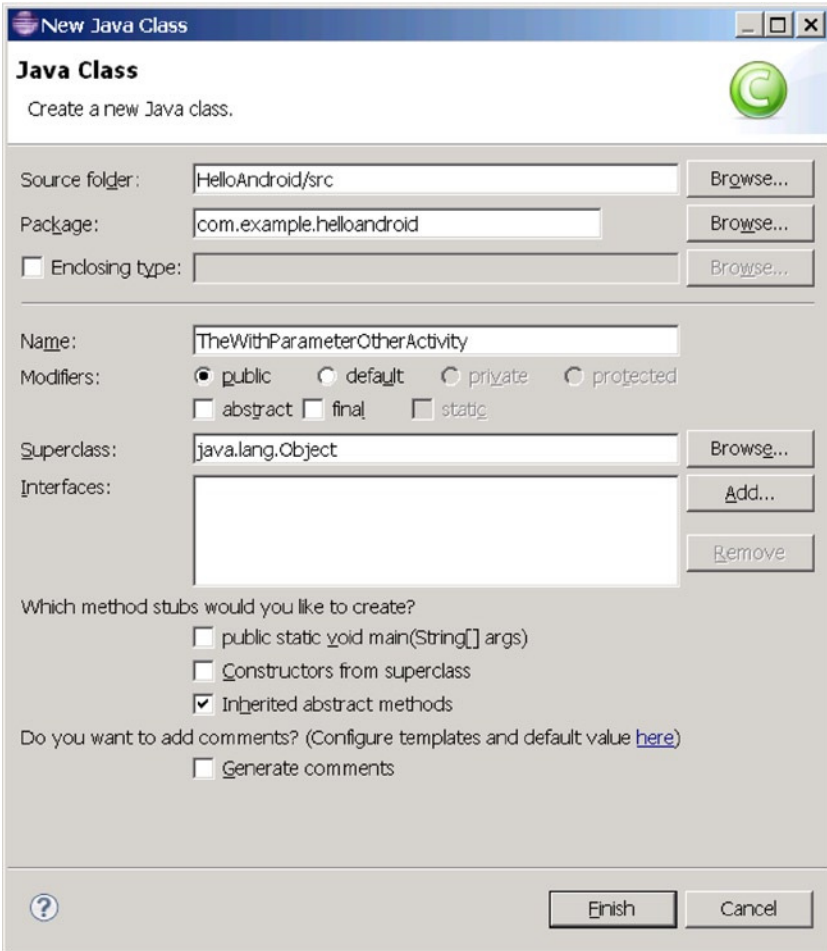 New Java Class
Java Class
Create a new Java class.
C
Source folder: HelloAndroid/src Browse...
Package: com.example.helloandroid Browse...
Enclosing type: Browse...
Name: TheWithParameterOtherActivity
Modifiers: public default private protected
abstract final static
Superclass: java.lang.Object Browse...
Interfaces: Add...
Remove
Which method stubs would you like to create?
public static void main(String[] args)
Constructors from superclass
Inherited abstract methods
Do you want to add comments? (Configure templates and default value here)
Generate comments
? Finish Cancel